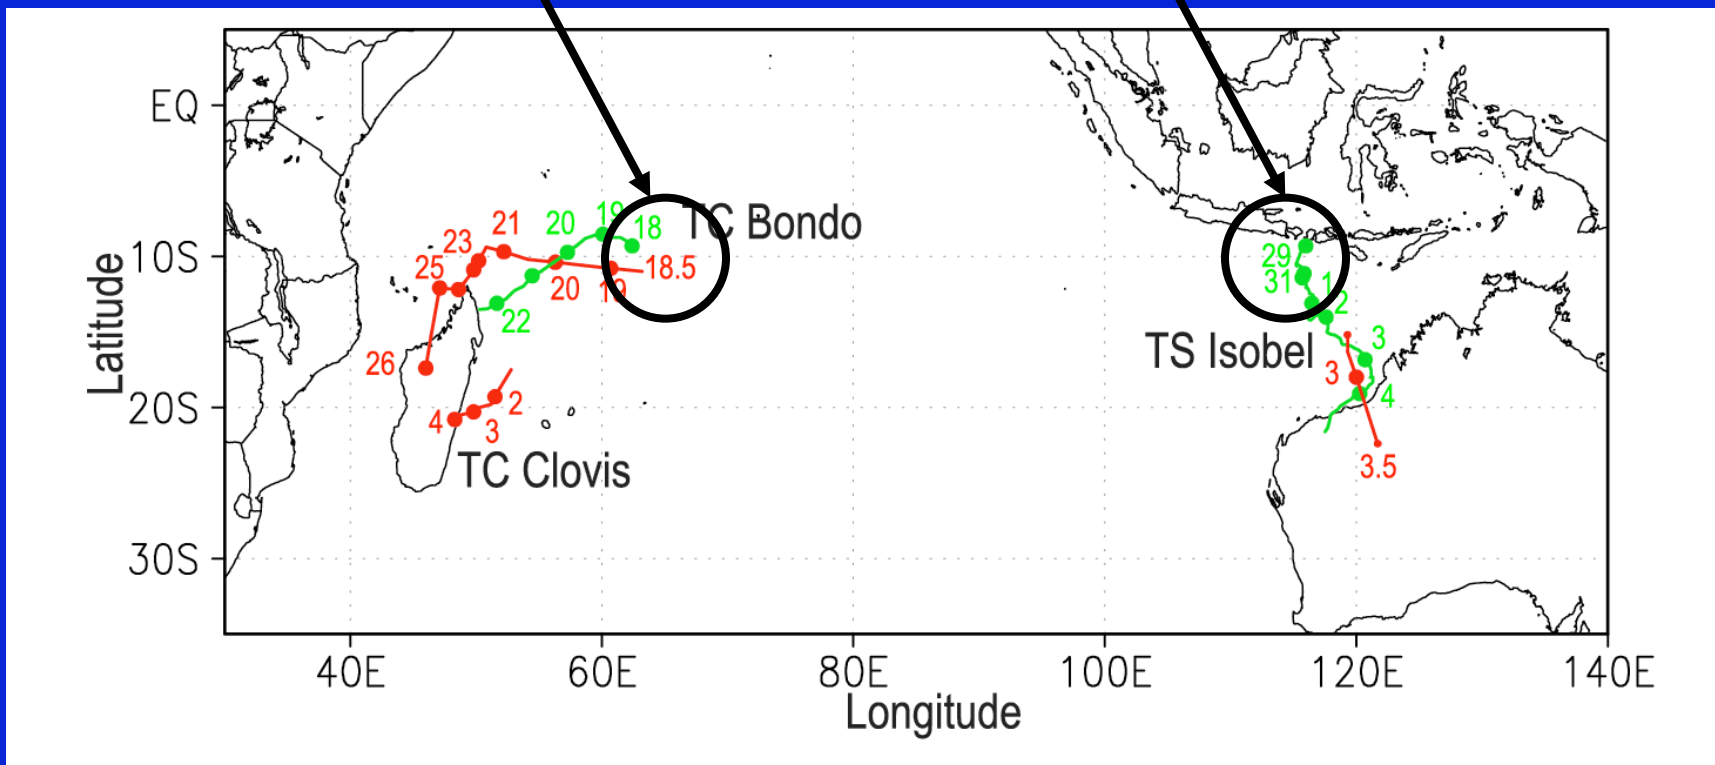 EQ
10S
20S
30S
40E
60E
80E
100E
120E
140E
Latitude
Longitude
TC Bondo
TC Clovis
TS Isobel
21
20
19
18
23
25
18.5
20
19
22
26
2
4
3
29
31
1
2
3
3
4
3.5